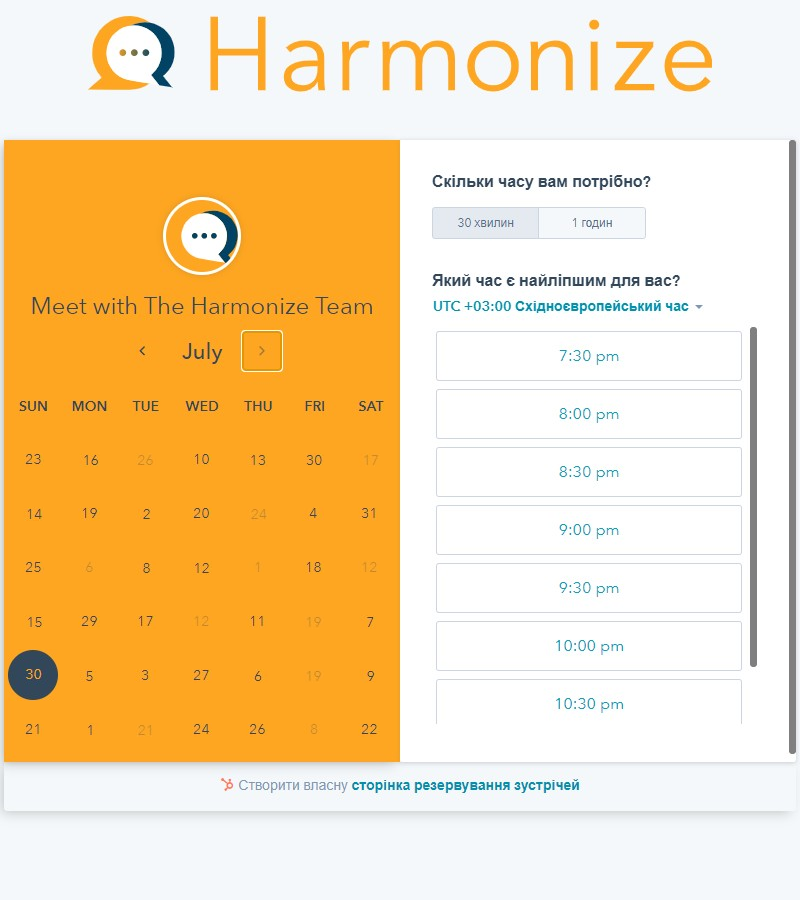 Harmonize
Meet with The Harmonize Team
July
SUN MON TUE WED THU FRI SAT
23 16 26 10 13 30 17
14 19 2 20 24 4 31
25 6 8 12 1 18 12
15 29 17 12 11 19 7
30 5 3 27 6 19 9
21 1 21 24 26 8 22
Скільки часу вам потрібно?
30 хвилин 1 годин
Який час є найліпшим для вас?
UTC +03:00 Східноєвропейський час
7:30 pm
8:00 pm
8:30 pm
9:00 pm
9:30 pm
10:00 pm
10:30 pm
Створити власну сторінка резервування зустрічей